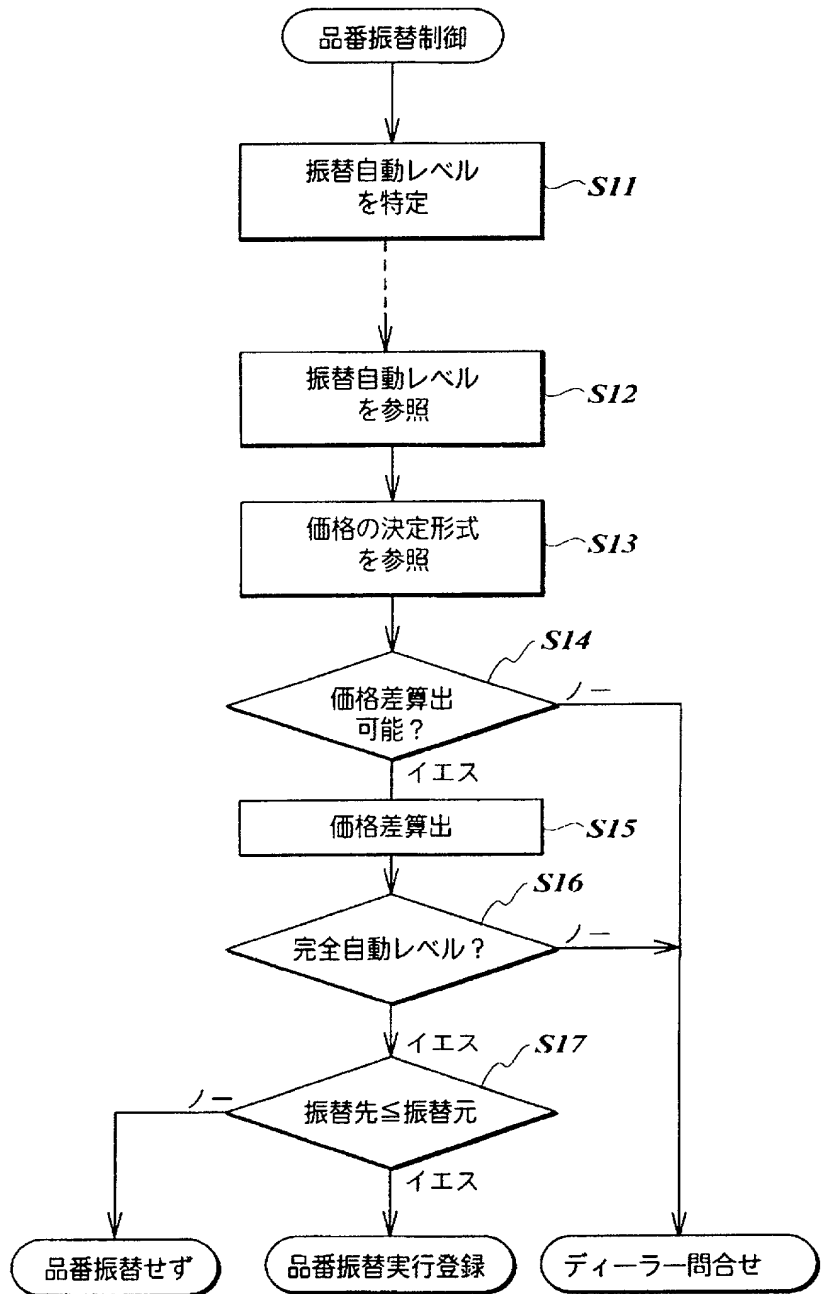 品番振替制御
振替自動レベル
を特定
S11
振替自動レベル
を参照
S12
価格の決定形式
を参照
S13
S14
価格差算出
可能?
ノー
イエス
価格差算出
S15
S16
完全自動レベル?
ノー
イエス
S17
ノー
振替先≦振替元
イエス
品番振替せず
品番振替実行登録
ディーラー問合せ